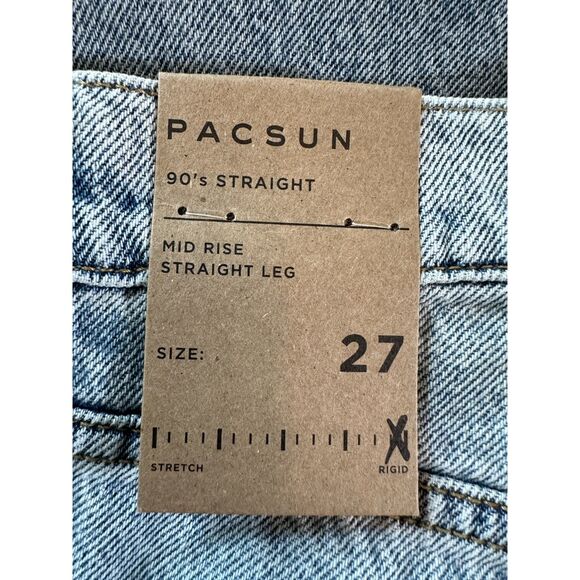 PACSUN
90's STRAIGHT
MID RISE
STRAIGHT LEG
SIZE: 27
X
STRETCH RIGID